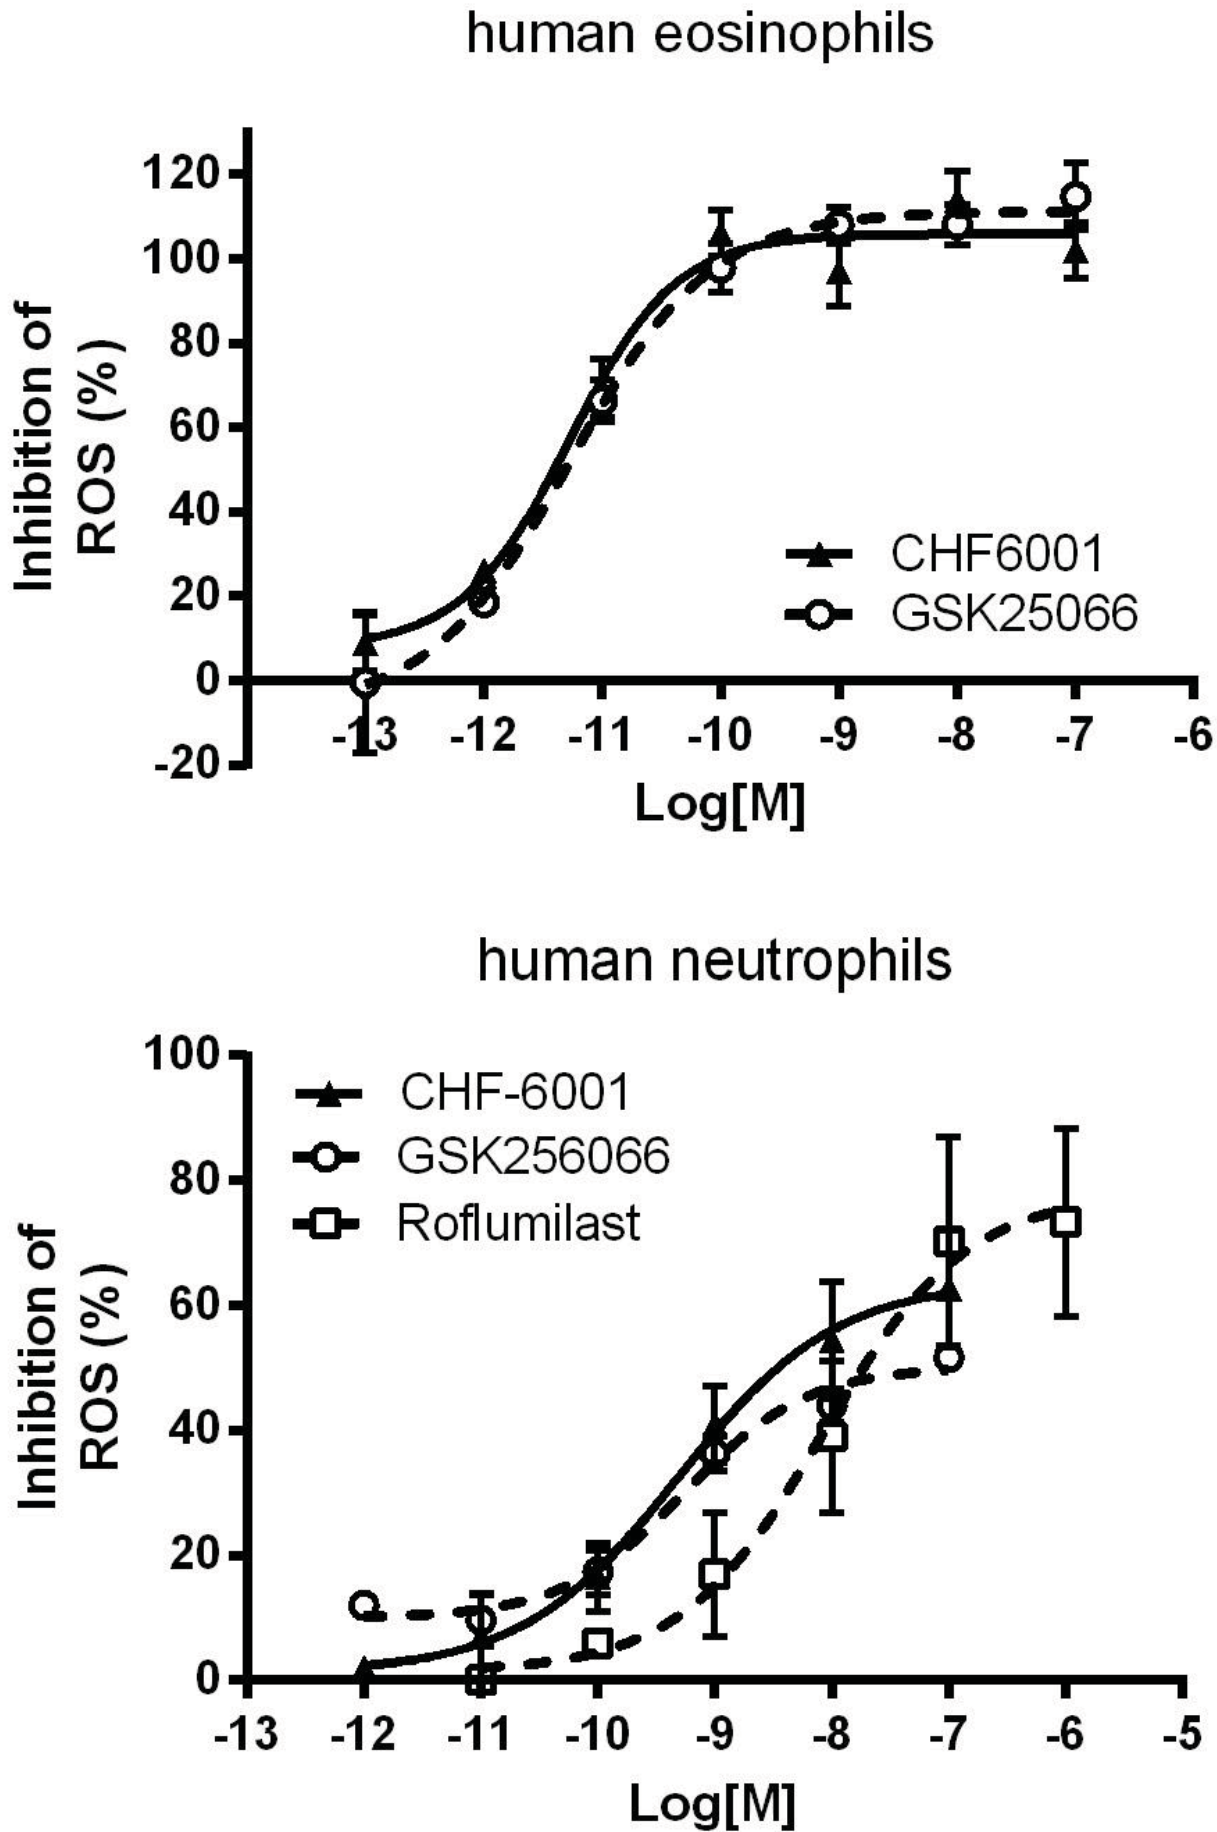 human eosinophils
120
100
80
60
40
20
0
-20
Inhibition of
ROS (%)
CHF6001
GSK25066
-13 -12 -11 -10 -9 -8 -7 -6
Log[M]
human neutrophils
100
80
60
40
20
0
Inhibition of
ROS (%)
CHF-6001
GSK256066
Roflumilast
-13 -12 -11 -10 -9 -8 -7 -6 -5
Log[M]